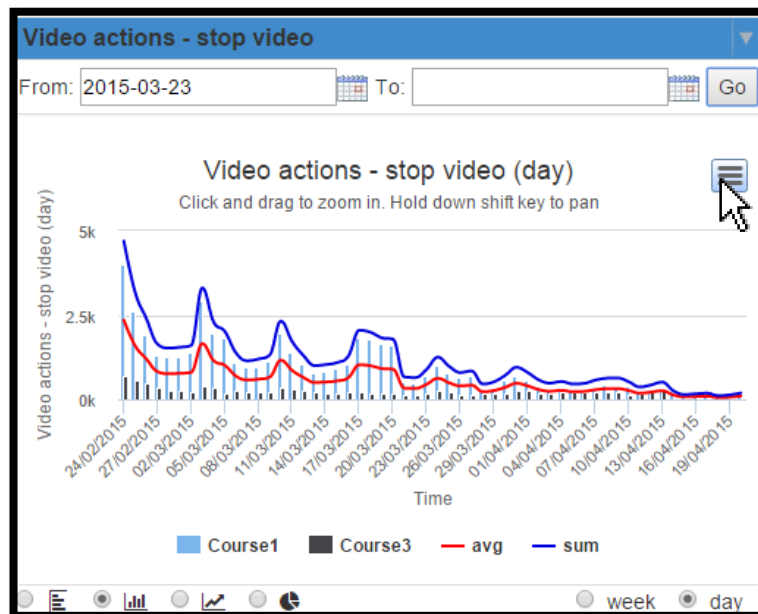 Video actions - stop video
From: 2015-03-23 To: Go
Video actions - stop video (day)
Click and drag to zoom in. Hold down shift key to pan
Video actions - stop video (day)
5k
2.5k
0k
24/02/2015 27/02/2015 02/03/2015 05/03/2015 08/03/2015 11/03/2015 14/03/2015 17/03/2015 20/03/2015 23/03/2015 26/03/2015 29/03/2015 01/04/2015 04/04/2015 07/04/2015 10/04/2015 13/04/2015 16/04/2015 19/04/2015
Time
Course1 Course3 avg sum
week day